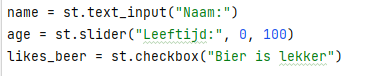 name = st.text_input("Naam:")
age = st.slider("Leeftijd:", 0, 100)
likes_beer = st.checkbox("Bier is lekker")